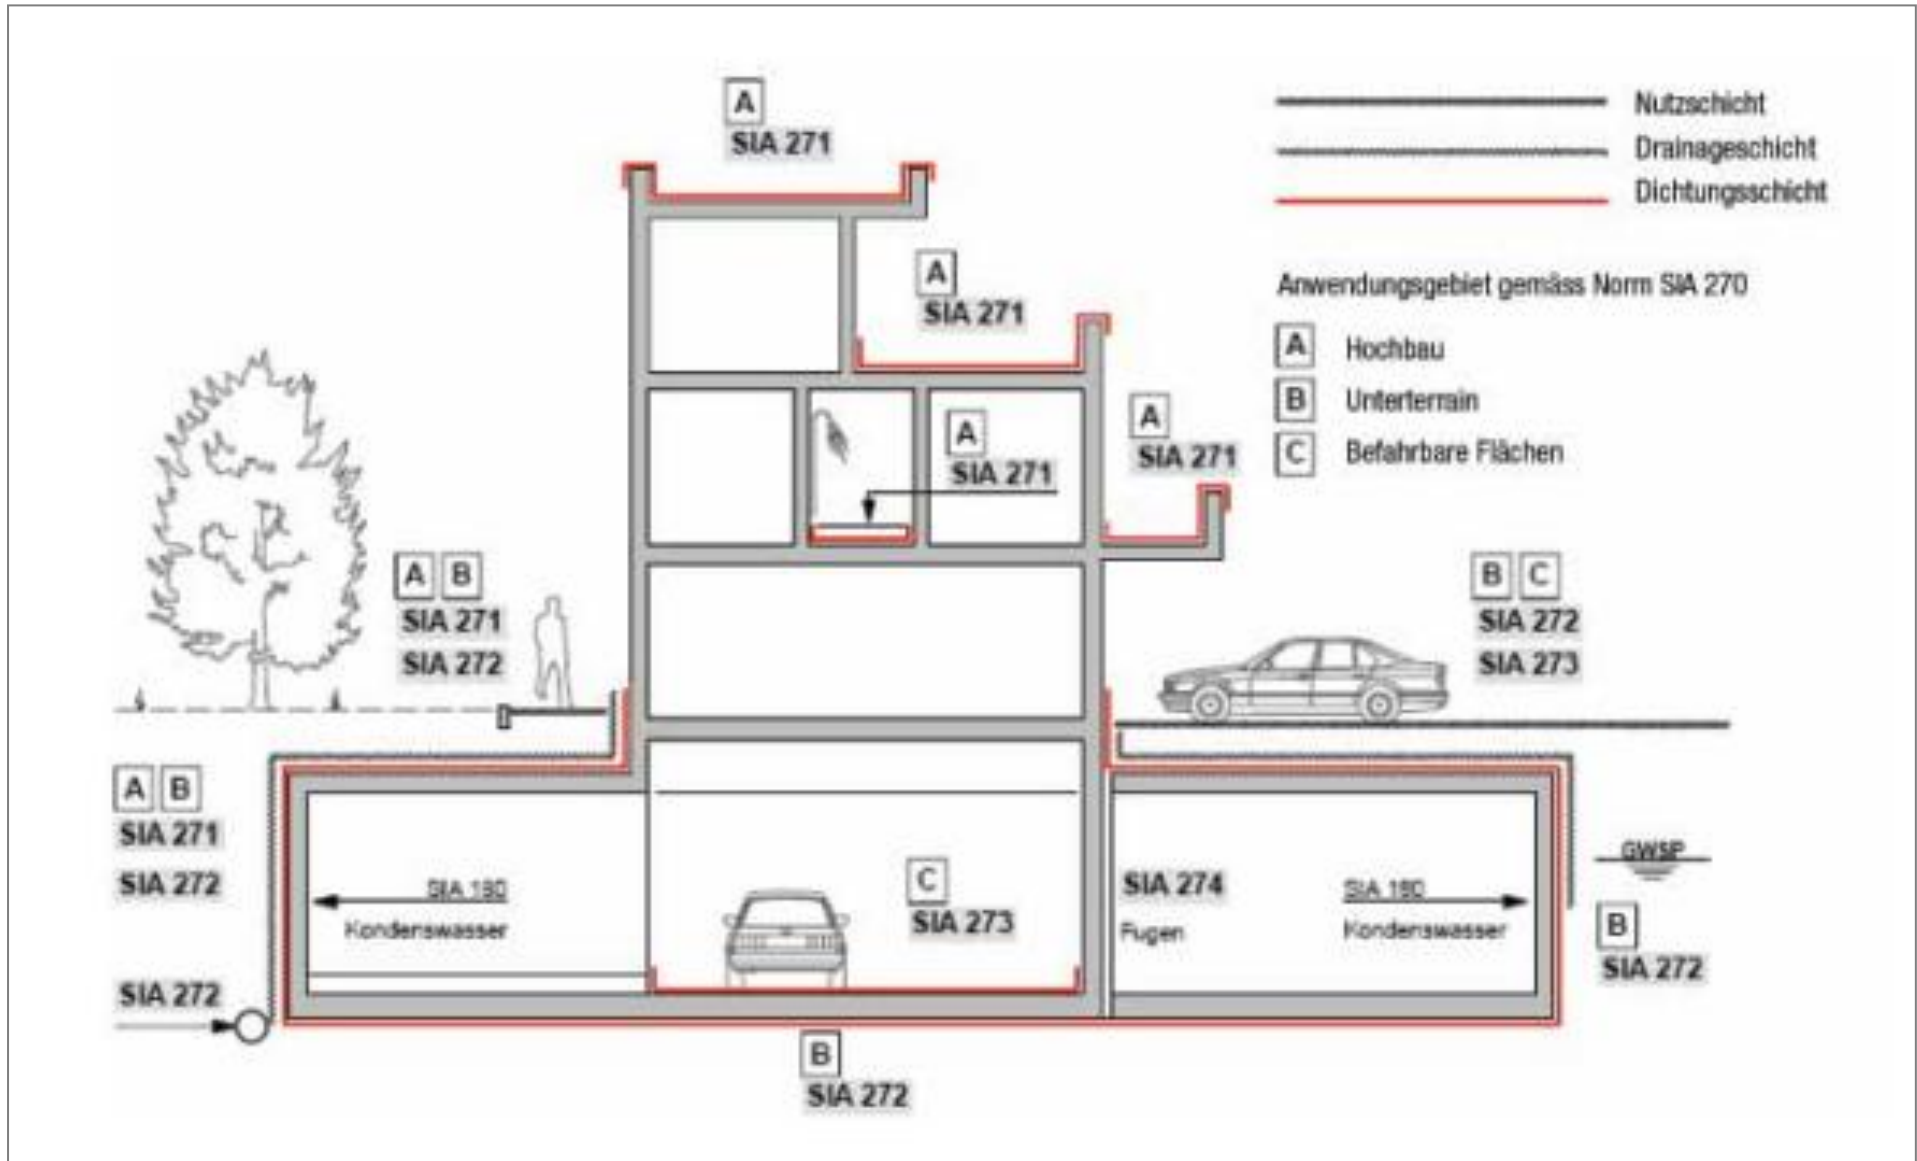 A
SIA 271
Nutzschicht
Drainageschicht
Dichtungsschicht
A
SIA 271
Anwendungsgebiet gemäss Norm SIA 270
A Hochbau
B Unterterrain
C Befahrbare Flächen
A
SIA 271
A
SIA 271
A B
SIA 271
SIA 272
B C
SIA 272
SIA 273
A B
SIA 271
SIA 272
SIA 180
Kondenswasser
C
SIA 273
SIA 274
Fugen
SIA 180
Kondenswasser
GWSP
B
SIA 272
SIA 272
B
SIA 272